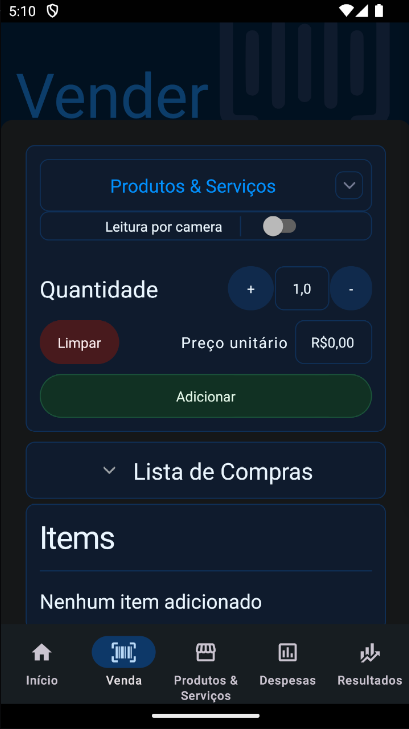 5:10
Vender
Produtos & Serviços
Leitura por camera
Quantidade + 1,0 -
Limpar Preço unitário R$0,00
Adicionar
Lista de Compras
Items
Nenhum item adicionado
Início Venda Produtos & Despesas Resultados
Serviços